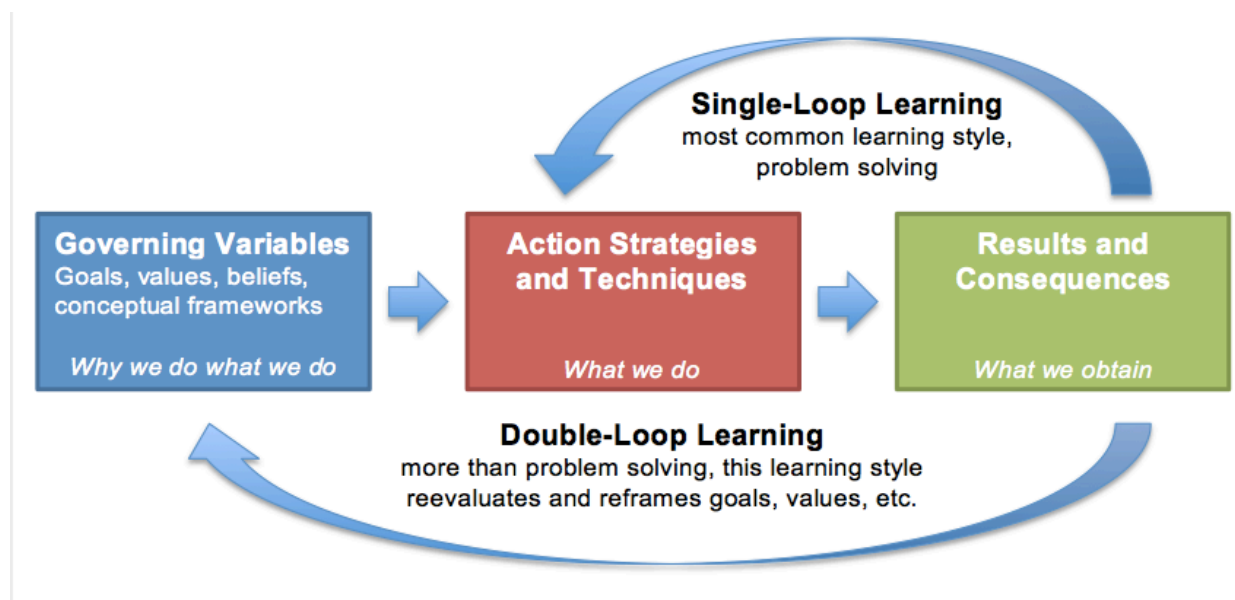 Single-Loop Learning
most common learning style,
problem solving
Governing Variables
Goals, values, beliefs,
conceptual frameworks
Why we do what we do
Action Strategies
and Techniques
What we do
Results and
Consequences
What we obtain
Double-Loop Learning
more than problem solving, this learning style
reevaluates and reframes goals, values, etc.